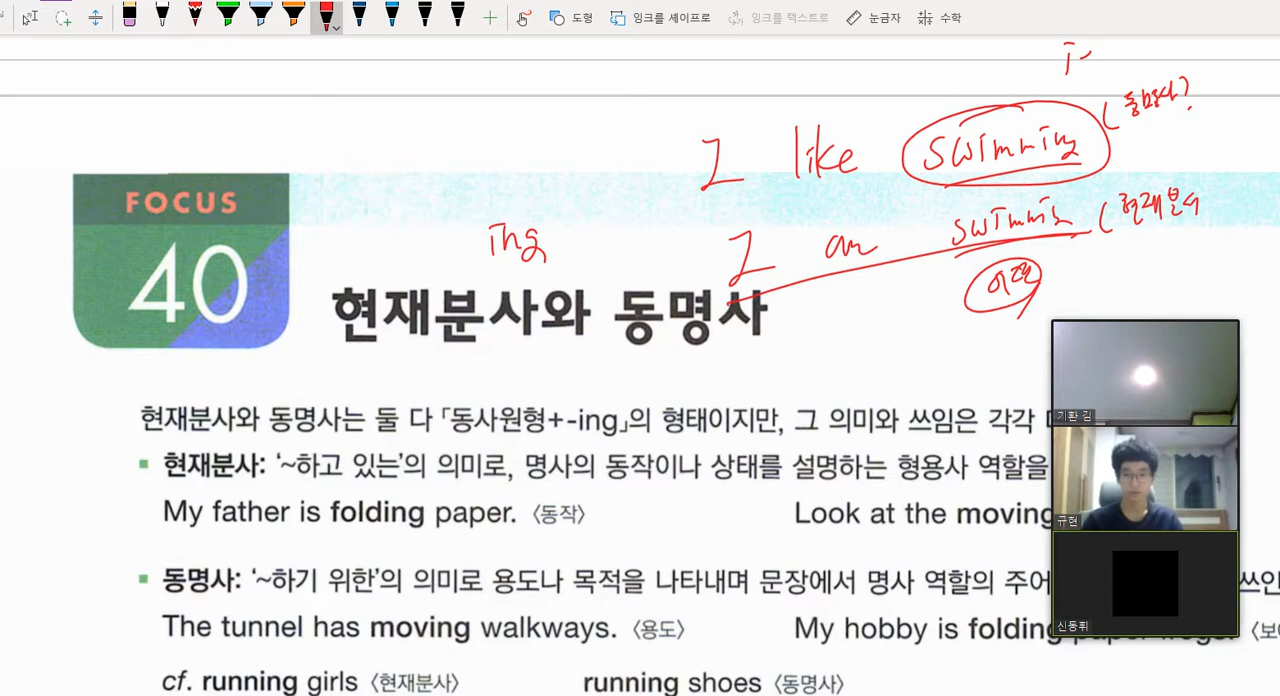 도형 잉크를 셰이프로 잉크를 텍스트로 눈금자 수학
I like swimming (동명사?
FOCUS
40
ing
I am swimming (현재분사
현재분사와 동명사
현재분사와 동명사는 둘 다 「동사원형+-ing」의 형태이지만, 그 의미와 쓰임은 각각
현재분사: '~하고 있는'의 의미로, 명사의 동작이나 상태를 설명하는 형용사 역할을
My father is folding paper. 〈동작〉 Look at the moving
동명사: '~하기 위한'의 의미로 용도나 목적을 나타내며 문장에서 명사 역할의 주어 쓰인
The tunnel has moving walkways. 〈용도〉 My hobby is folding
cf. running girls 〈현재분사〉 running shoes 〈동명사〉
기환 김
규현
신동휘